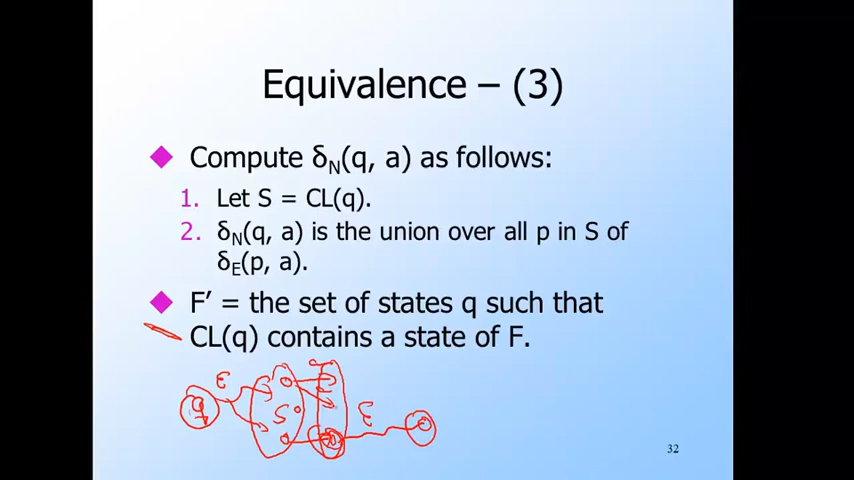 Equivalence – (3)
Compute δN(q, a) as follows:
1. Let S = CL(q).
2. δN(q, a) is the union over all p in S of
δE(p, a).
F′ = the set of states q such that
CL(q) contains a state of F.
ε
q
S
ε
32